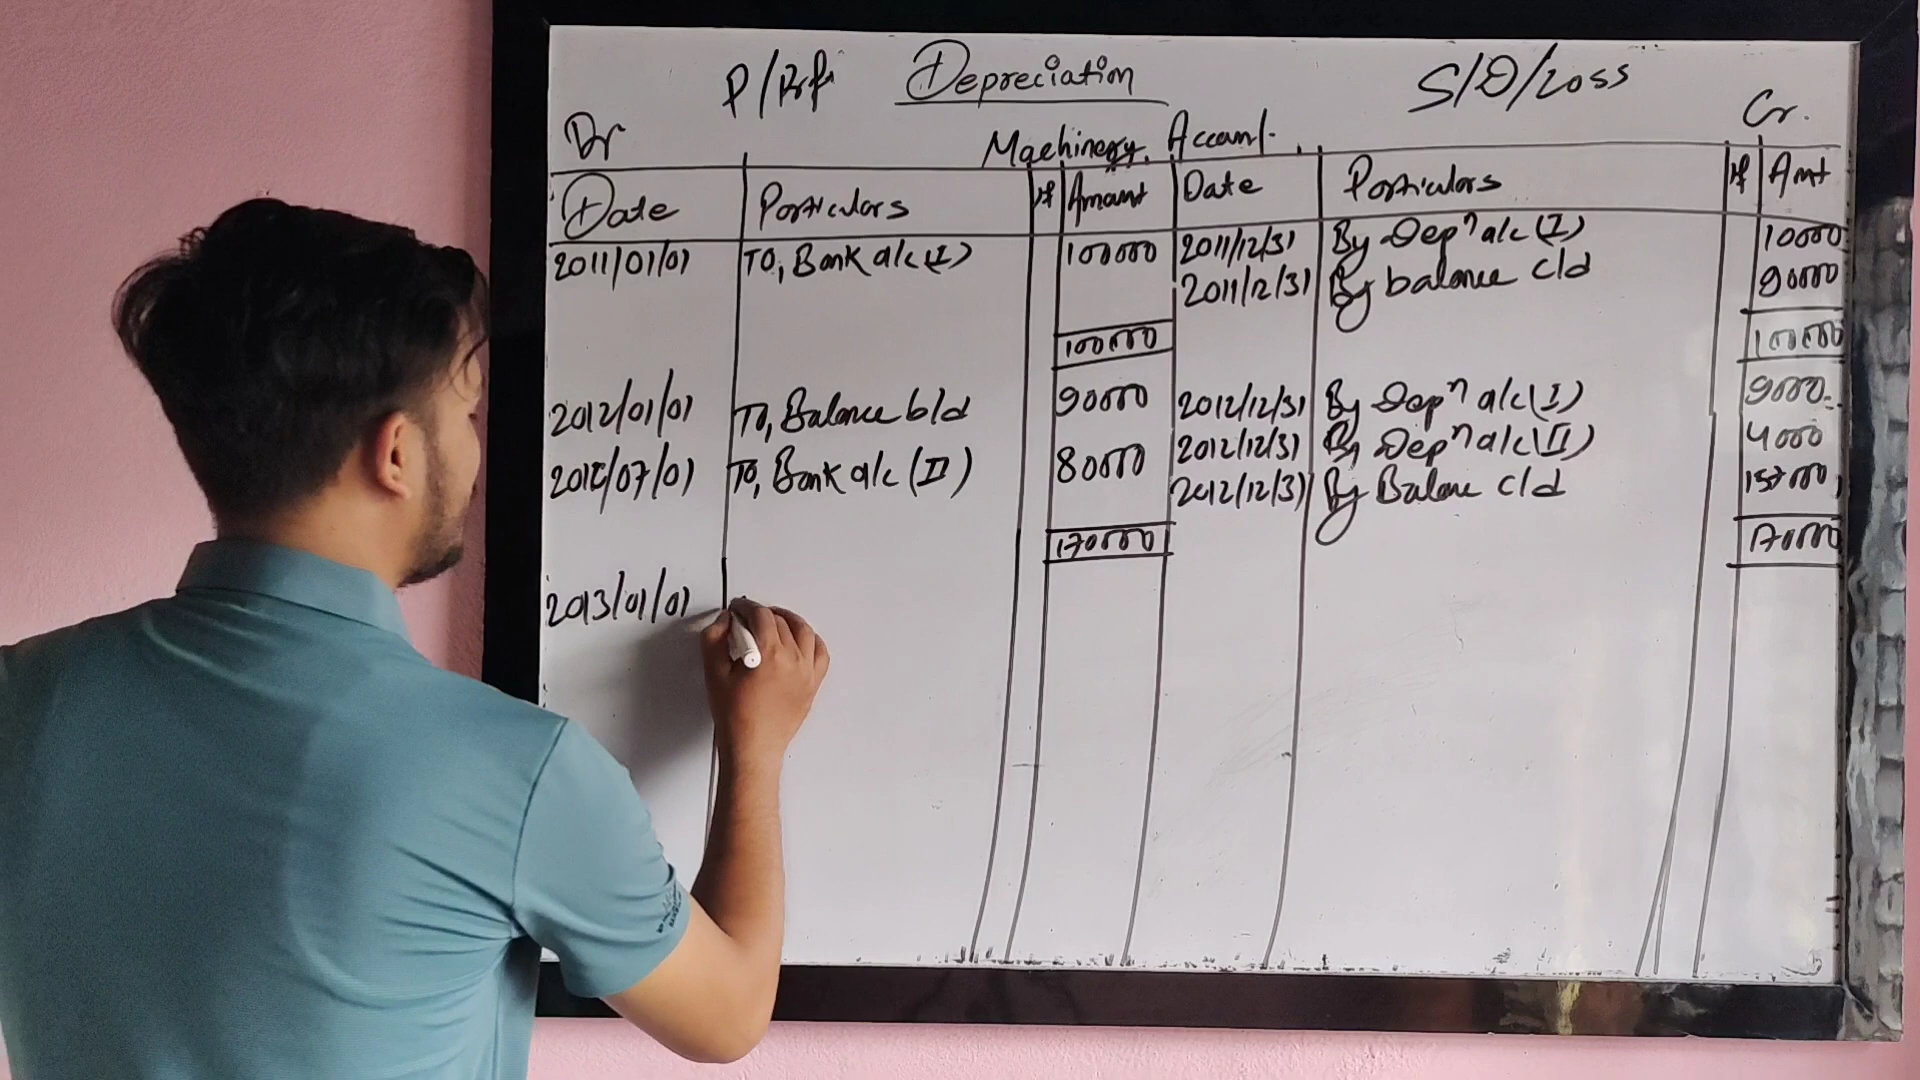 P/Prf Depreciation S/D/Loss
Dr Machinery Account. Cr.
Date Particulars lf Amount Date Particulars lf Amt
2011/01/01 To, Bank a/c (I) 100000 2011/12/31 By Depⁿ a/c (I) 10000
2011/12/31 By balance c/d 90000
100000 100000
2012/01/01 To, Balance b/d 90000 2012/12/31 By Depⁿ a/c (I) 9000
2012/07/01 To, Bank a/c (II) 80000 2012/12/31 By Depⁿ a/c (II) 4000
2012/12/31 By Balance c/d 157000
170000 170000
2013/01/01